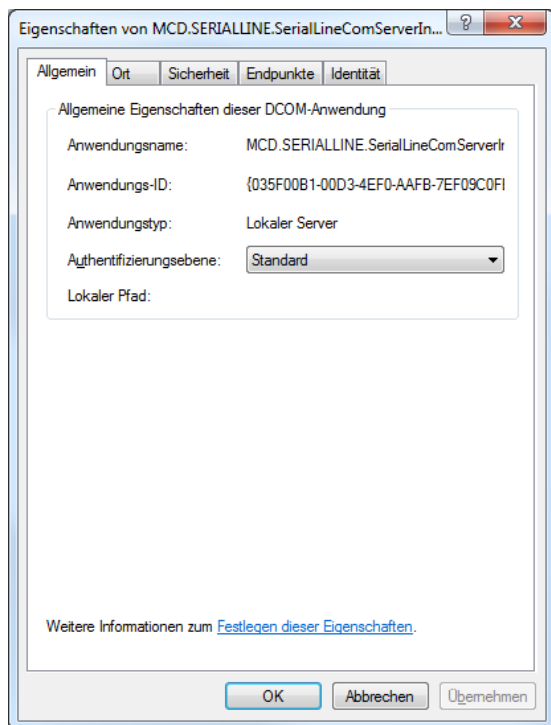 Eigenschaften von MCD.SERIALLINE.SerialLineComServerIn...
Allgemein Ort Sicherheit Endpunkte Identität
Allgemeine Eigenschaften dieser DCOM-Anwendung
Anwendungsname: MCD.SERIALLINE.SerialLineComServerIr
Anwendungs-ID: {035F00B1-00D3-4EF0-AAFB-7EF09C0FI
Anwendungstyp: Lokaler Server
Authentifizierungsebene: Standard
Lokaler Pfad:
Weitere Informationen zum Festlegen dieser Eigenschaften.
OK Abbrechen Übernehmen